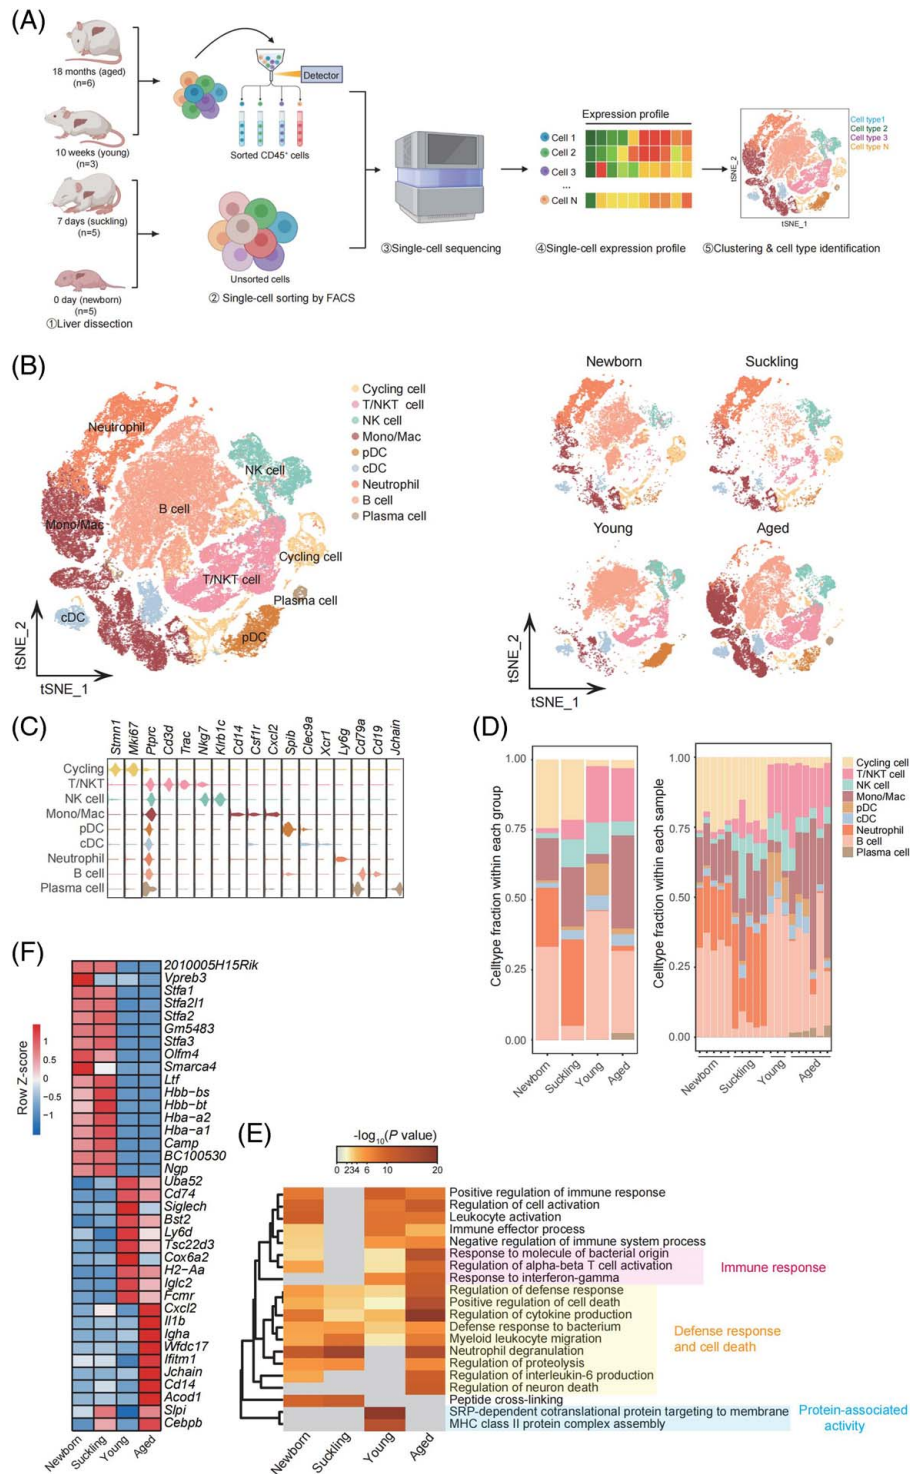 (A)
18 months (aged)
(n=6)
10 weeks (young)
(n=3)
7 days (suckling)
(n=5)
0 day (newborn)
(n=5)
①Liver dissection
Detector
Sorted CD45⁺ cells
Unsorted cells
② Single-cell sorting by FACS
③Single-cell sequencing
Expression profile
Cell 1
Cell 2
Cell 3
...
Cell N
④Single-cell expression profile
Cell type1
Cell type 2
Cell type 3
Cell type N
tSNE_2
tSNE_1
⑤Clustering & cell type identification
(B)
Neutrophil
NK cell
Mono/Mac
B cell
Cycling cell
T/NKT cell
Plasma cell
cDC
pDC
tSNE_2
tSNE_1
Cycling cell
T/NKT cell
NK cell
Mono/Mac
pDC
cDC
Neutrophil
B cell
Plasma cell
Newborn
Suckling
Young
Aged
tSNE_2
tSNE_1
(C)
Stmn1
Mki67
Ptprc
Cd3d
Trac
Nkg7
Klrb1c
Cd14
Csf1r
Cxcl2
Spib
Clec9a
Xcr1
Ly6g
Cd79a
Cd19
Jchain
Cycling
T/NKT
NK cell
Mono/Mac
pDC
cDC
Neutrophil
B cell
Plasma cell
(D)
Celltype fraction within each group
1.00
0.75
0.50
0.25
0.00
Newborn
Suckling
Young
Aged
Celltype fraction within each sample
1.00
0.75
0.50
0.25
0.00
Newborn
Suckling
Young
Aged
Cycling cell
T/NKT cell
NK cell
Mono/Mac
pDC
cDC
Neutrophil
B cell
Plasma cell
(F)
Row Z-score
1
0.5
0
−0.5
−1
2010005H15Rik
Vpreb3
Stfa1
Stfa2l1
Stfa2
Gm5483
Stfa3
Olfm4
Smarca4
Ltf
Hbb-bs
Hbb-bt
Hba-a2
Hba-a1
Camp
BC100530
Ngp
Uba52
Cd74
Siglech
Bst2
Ly6d
Tsc22d3
Cox6a2
H2-Aa
Iglc2
Fcmr
Cxcl2
Il1b
Igha
Wfdc17
Ifitm1
Jchain
Cd14
Acod1
Slpi
Cebpb
Newborn
Suckling
Young
Aged
(E)
-log₁₀(P value)
0 234 6 10 20
Positive regulation of immune response
Regulation of cell activation
Leukocyte activation
Immune effector process
Negative regulation of immune system process
Response to molecule of bacterial origin
Regulation of alpha-beta T cell activation
Response to interferon-gamma
Regulation of defense response
Positive regulation of cell death
Regulation of cytokine production
Defense response to bacterium
Myeloid leukocyte migration
Neutrophil degranulation
Regulation of proteolysis
Regulation of interleukin-6 production
Regulation of neuron death
Peptide cross-linking
SRP-dependent cotranslational protein targeting to membrane
MHC class II protein complex assembly
Immune response
Defense response
and cell death
Protein-associated
activity
Newborn
Suckling
Young
Aged